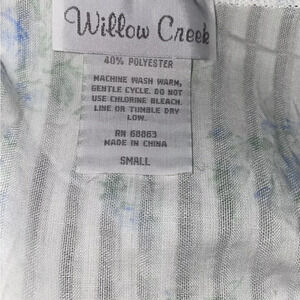 Willow Creek
40% POLYESTER
MACHINE WASH WARM,
GENTLE CYCLE. DO NOT
USE CHLORINE BLEACH.
LINE OR TUMBLE DRY
LOW.
RN 68863
MADE IN CHINA
SMALL